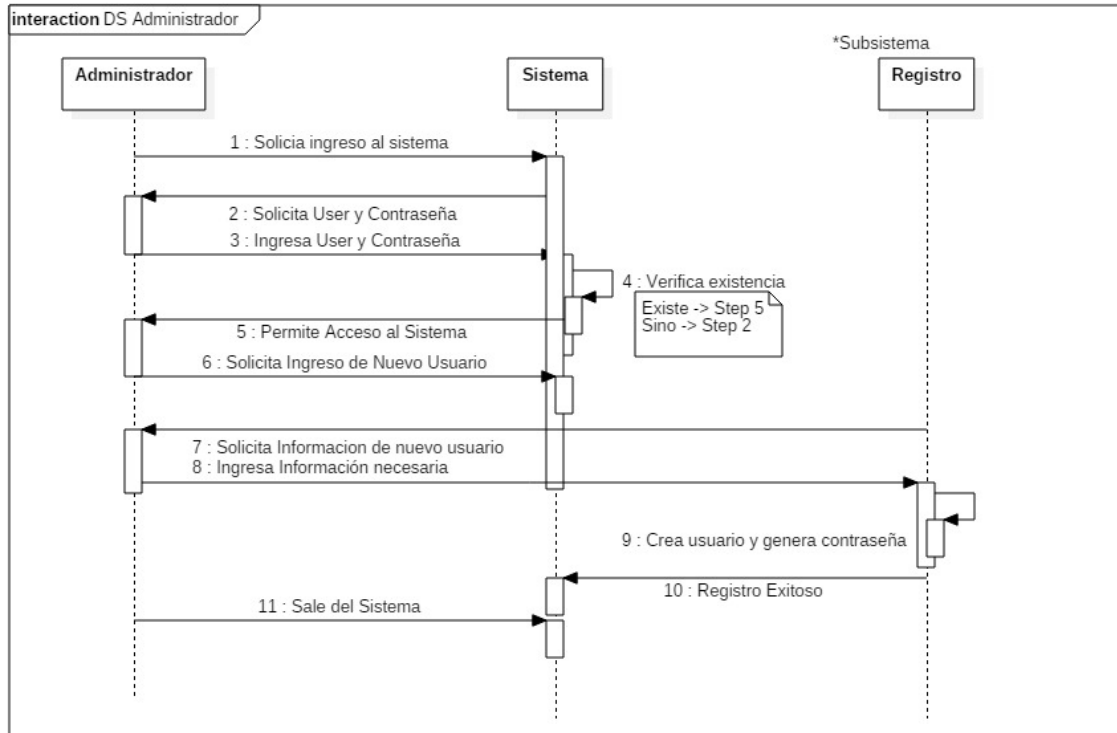 interaction DS Administrador
*Subsistema
Administrador
Sistema
Registro
1 : Solicia ingreso al sistema
2 : Solicita User y Contraseña
3 : Ingresa User y Contraseña
4 : Verifica existencia
Existe -> Step 5
Sino -> Step 2
5 : Permite Acceso al Sistema
6 : Solicita Ingreso de Nuevo Usuario
7 : Solicita Informacion de nuevo usuario
8 : Ingresa Información necesaria
9 : Crea usuario y genera contraseña
10 : Registro Exitoso
11 : Sale del Sistema